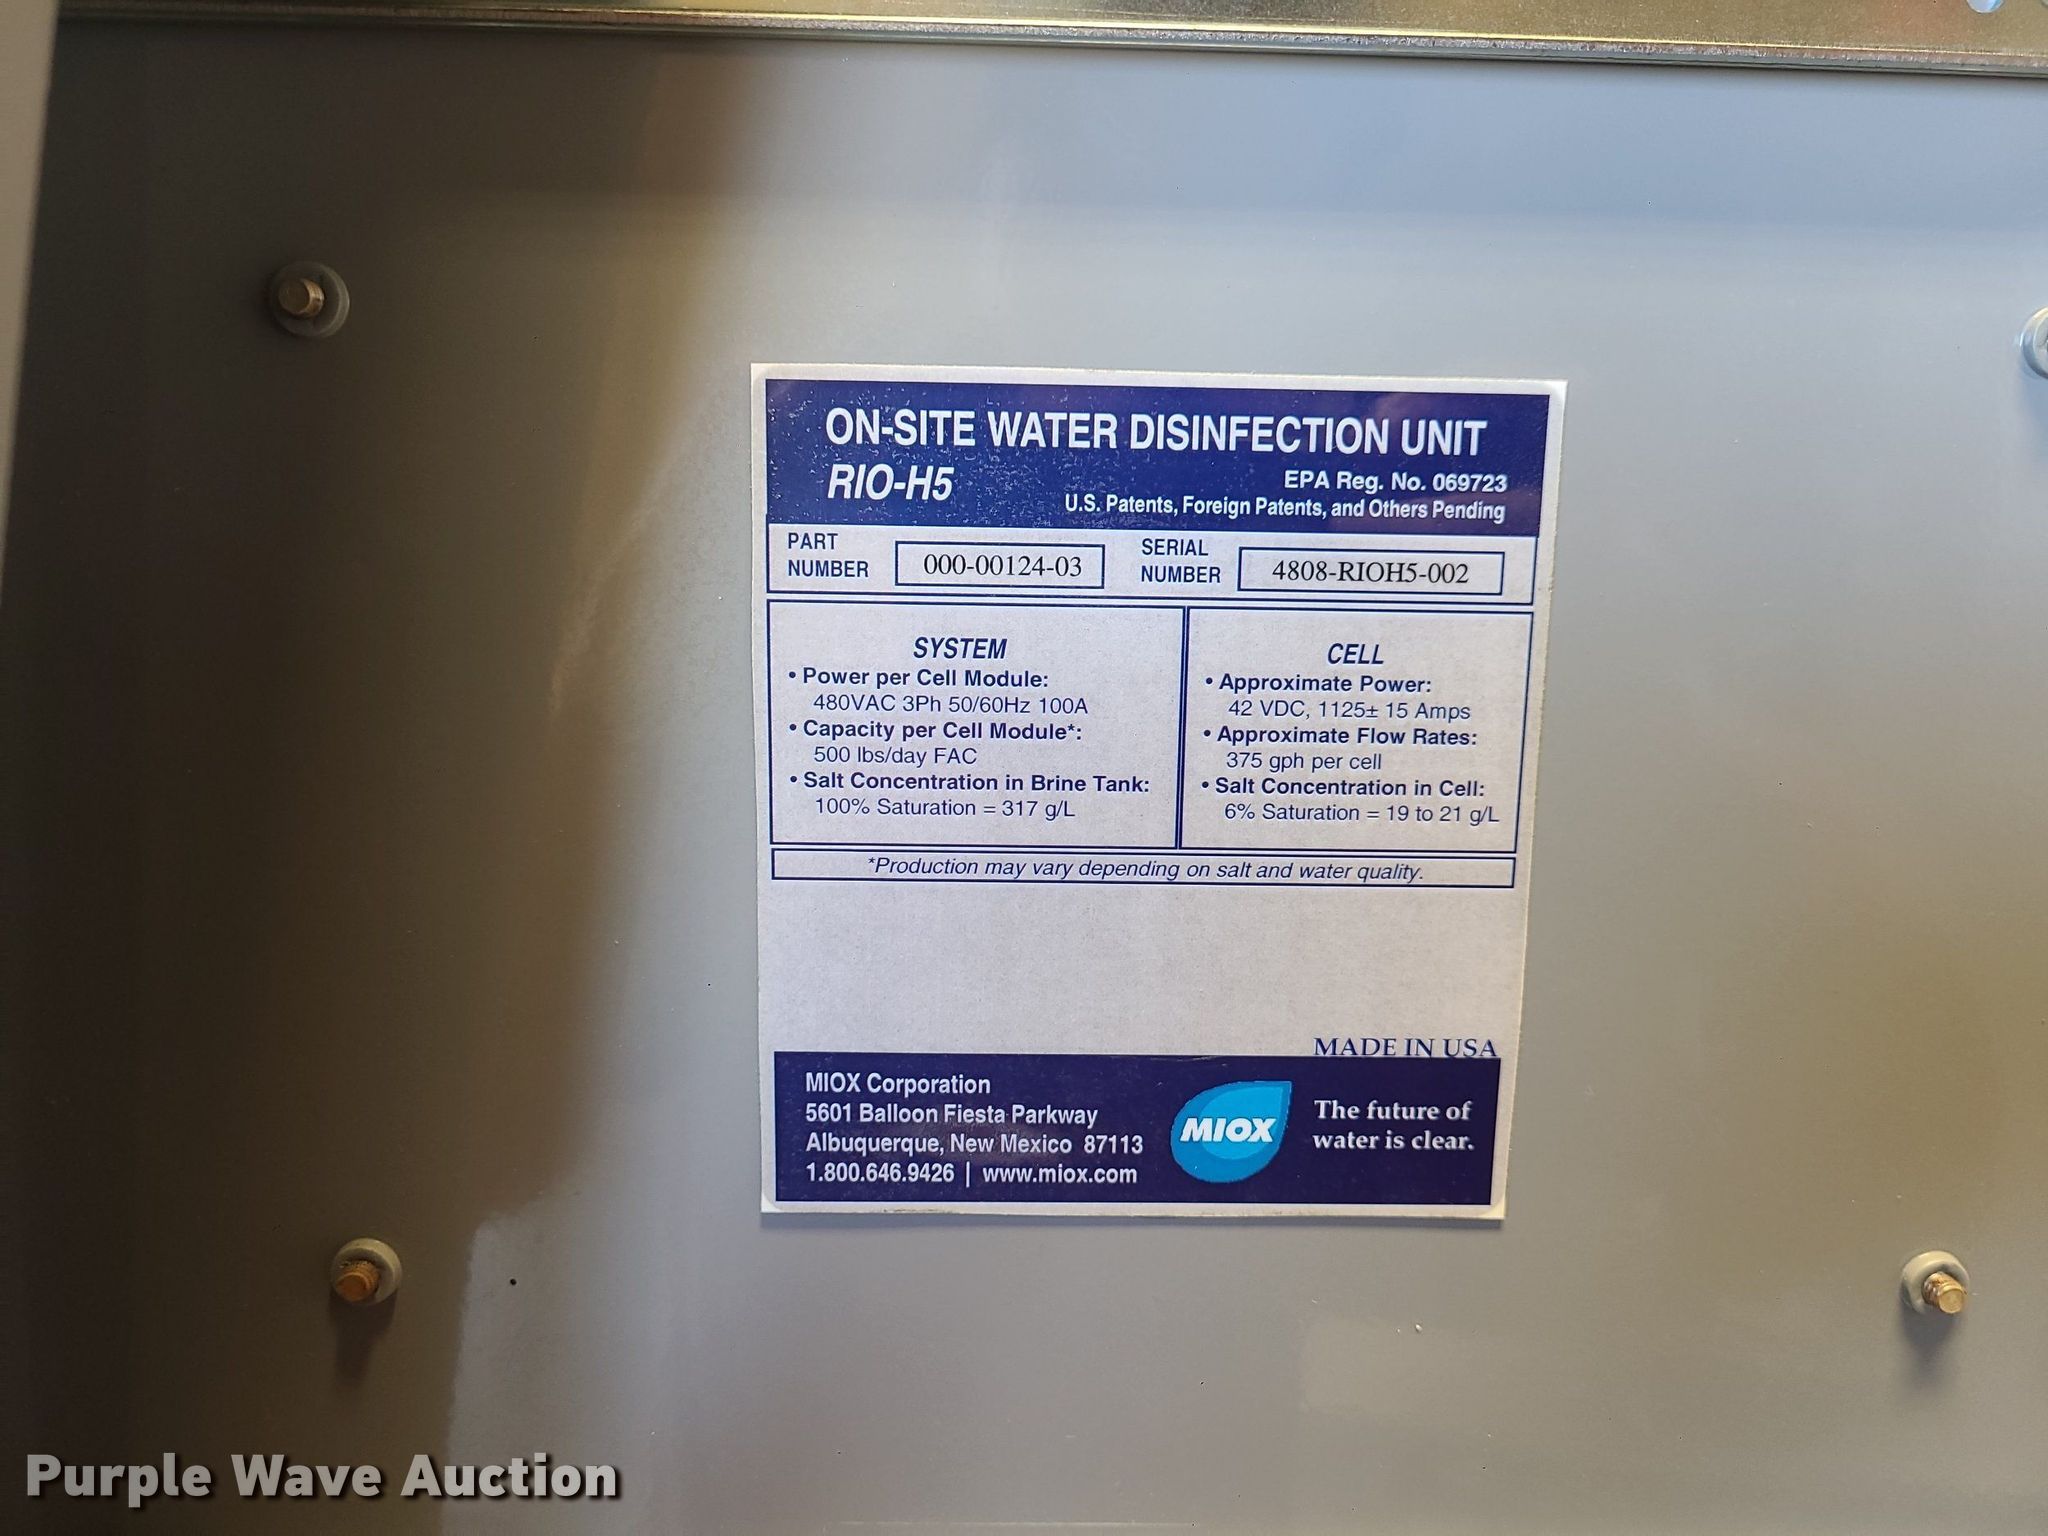 ON-SITE WATER DISINFECTION UNIT
RIO-H5
EPA Reg. No. 069723
U.S. Patents, Foreign Patents, and Others Pending
PART
NUMBER
000-00124-03
SERIAL
NUMBER
4808-RIOH5-002
SYSTEM
• Power per Cell Module:
480VAC 3Ph 50/60Hz 100A
• Capacity per Cell Module*:
500 lbs/day FAC
• Salt Concentration in Brine Tank:
100% Saturation = 317 g/L
CELL
• Approximate Power:
42 VDC, 1125± 15 Amps
• Approximate Flow Rates:
375 gph per cell
• Salt Concentration in Cell:
6% Saturation = 19 to 21 g/L
*Production may vary depending on salt and water quality.
MADE IN USA
MIOX Corporation
5601 Balloon Fiesta Parkway
Albuquerque, New Mexico 87113
1.800.646.9426 | www.miox.com
MIOX
The future of
water is clear.
Purple Wave Auction